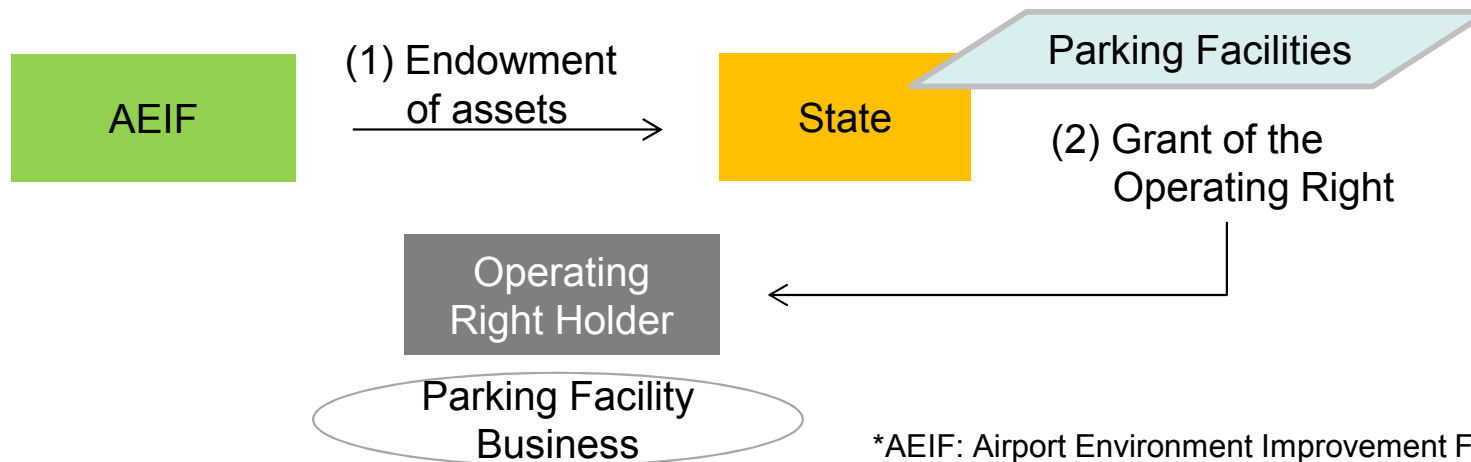 AEIF
(1) Endowment
of assets
State
Parking Facilities
(2) Grant of the
Operating Right
Operating
Right Holder
Parking Facility
Business
*AEIF: Airport Environment Improvement F